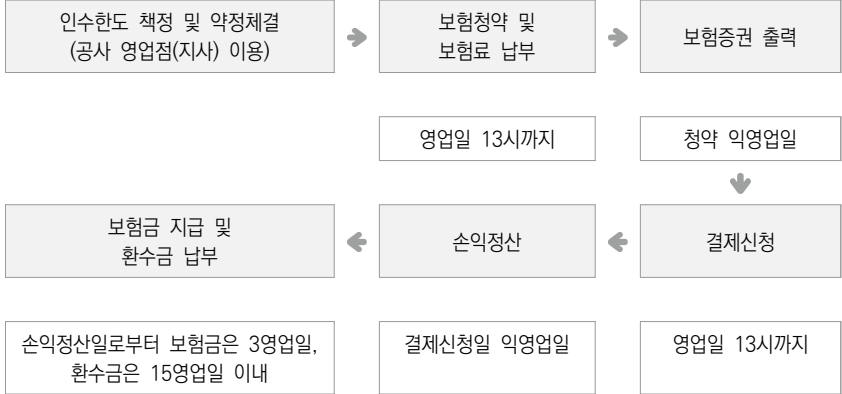 인수한도 책정 및 약정체결
(공사 영업점(지사) 이용)
보험청약 및
보험료 납부
보험증권 출력
영업일 13시까지
청약 익영업일
보험금 지급 및
환수금 납부
손익정산
결제신청
손익정산일로부터 보험금은 3영업일,
환수금은 15영업일 이내
결제신청일 익영업일
영업일 13시까지